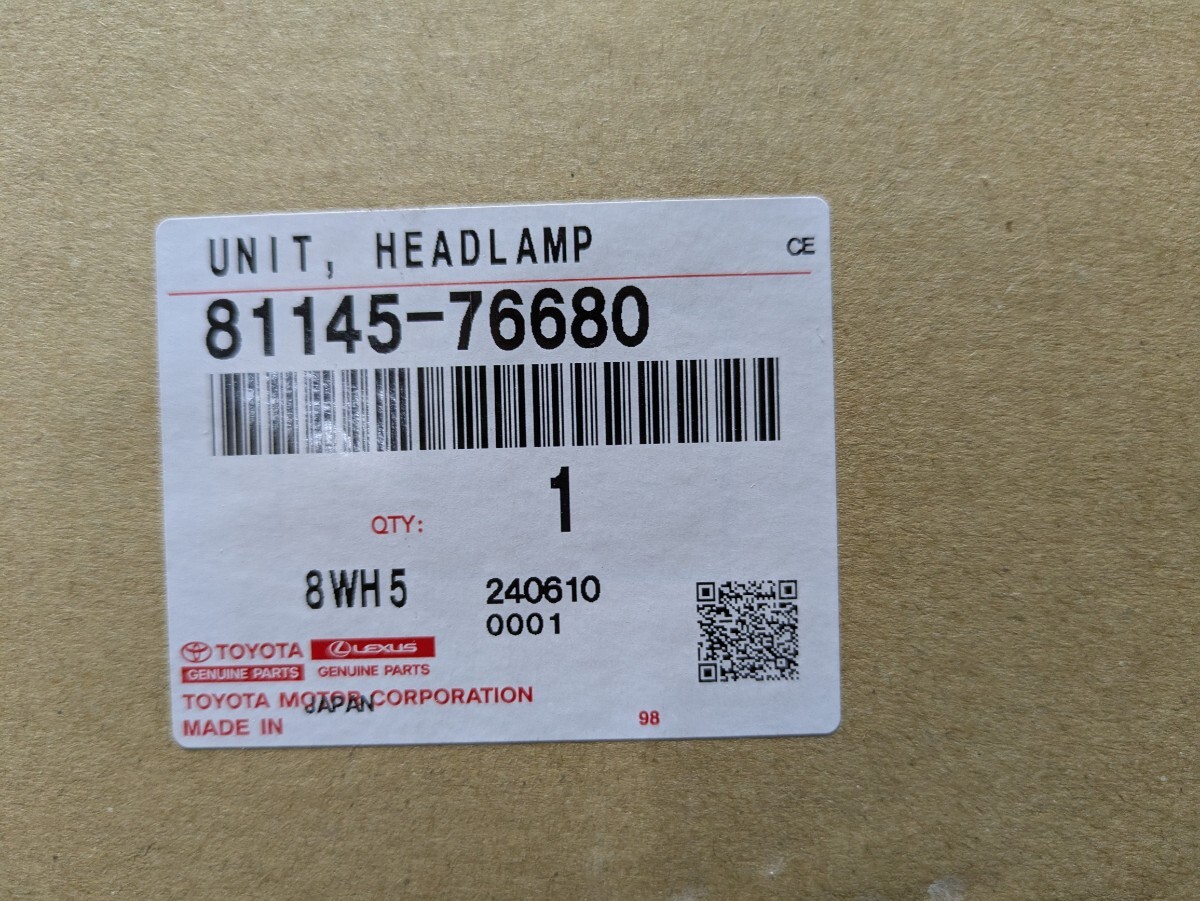 UNIT, HEADLAMP CE
81145-76680
QTY: 1
8WH5 240610
0001
TOYOTA LEXUS
GENUINE PARTS GENUINE PARTS
TOYOTA MOTOR CORPORATION
MADE IN JAPAN
98